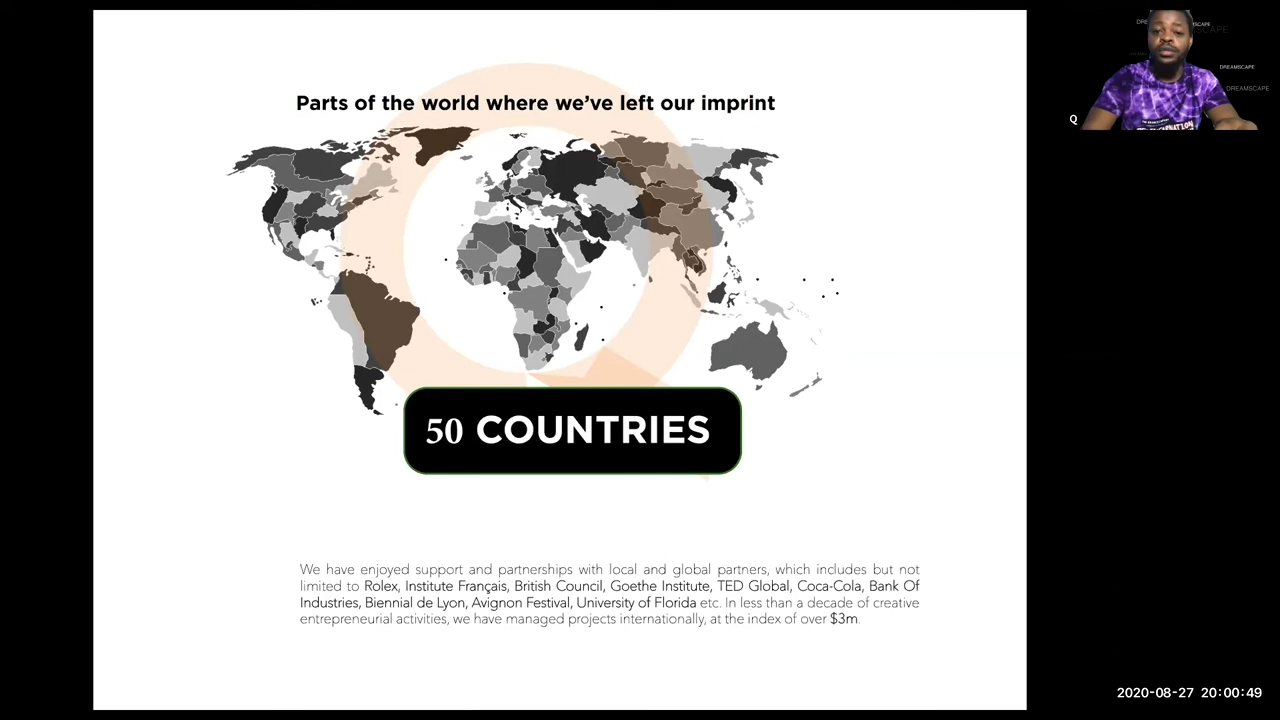 Parts of the world where we've left our imprint
50 COUNTRIES
We have enjoyed support and partnerships with local and global partners, which includes but not
limited to Rolex, Institute Français, British Council, Goethe Institute, TED Global, Coca-Cola, Bank Of
Industries, Biennial de Lyon, Avignon Festival, University of Florida etc. In less than a decade of creative
entrepreneurial activities, we have managed projects internationally, at the index of over $3m.
DREAMSCAPE
DREAMSCAPE
Q
2020-08-27 20:00:49